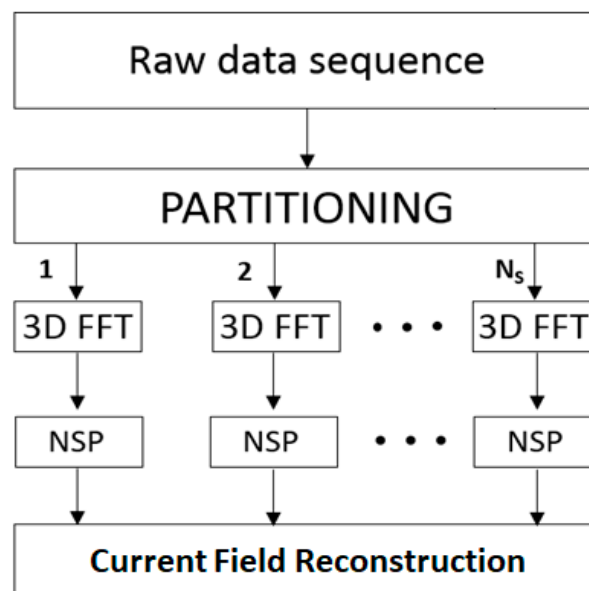 Raw data sequence
PARTITIONING
1 2 Ns
3D FFT 3D FFT • • • 3D FFT
NSP NSP • • • NSP
Current Field Reconstruction